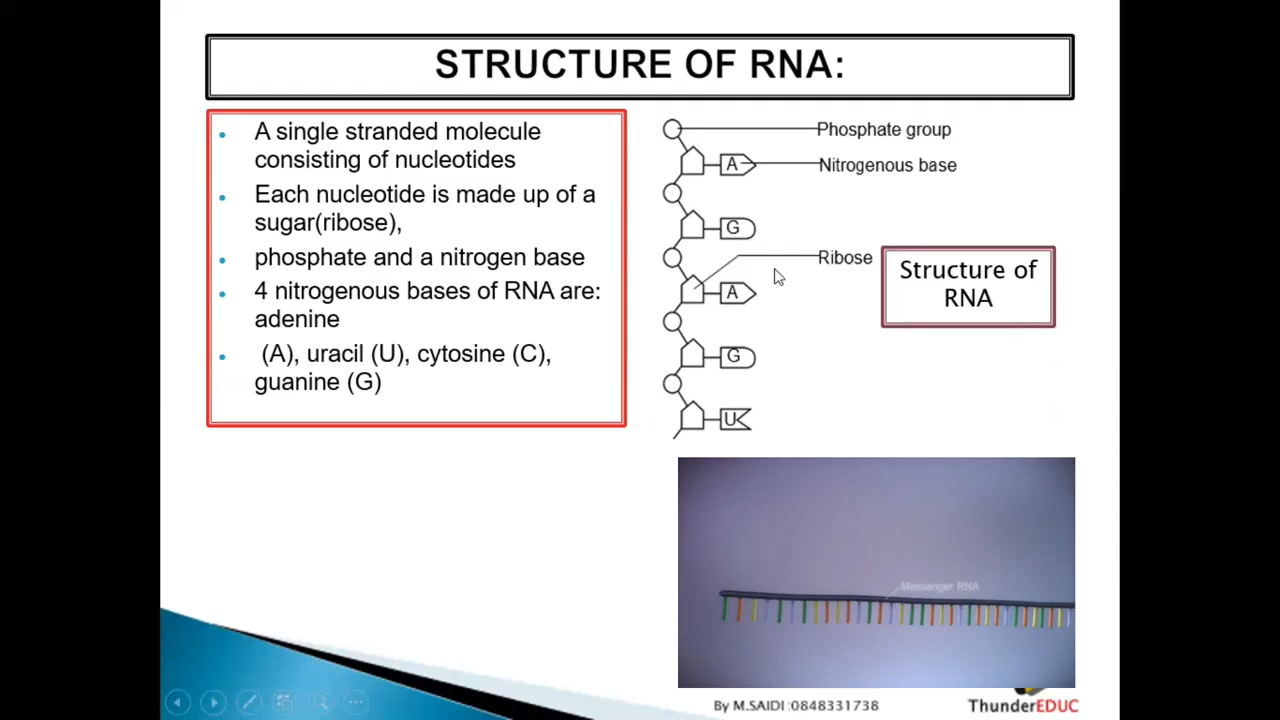 STRUCTURE OF RNA:
A single stranded molecule
consisting of nucleotides
Each nucleotide is made up of a
sugar(ribose),
phosphate and a nitrogen base
4 nitrogenous bases of RNA are:
adenine
(A), uracil (U), cytosine (C),
guanine (G)
Phosphate group
A
Nitrogenous base
G
Ribose
A
G
U
Structure of
RNA
Messenger RNA
By M.SAIDI :0848331738
ThunderEDUC